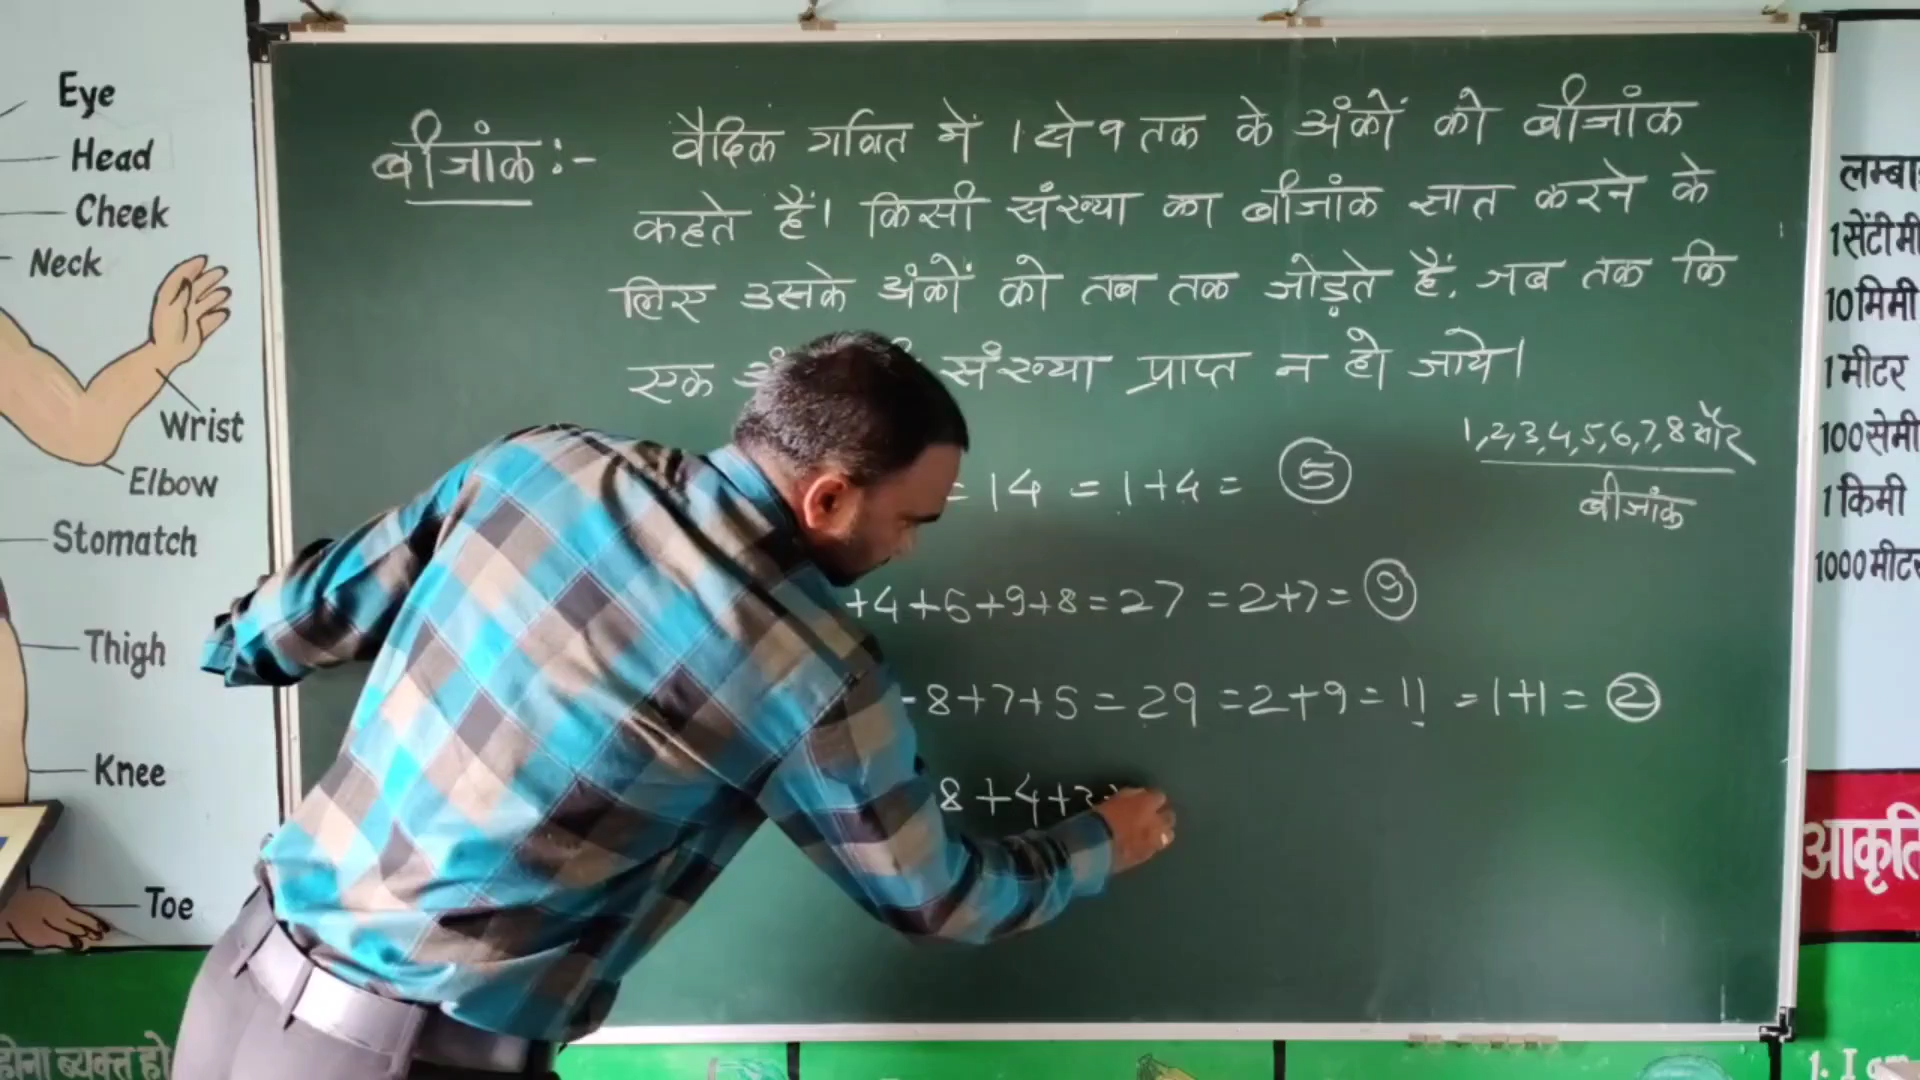 Eye
Head
Cheek
Neck
Wrist
Elbow
Stomatch
Thigh
Knee
Toe
होना व्यक्त हो
बीजांक :- वैदिक गणित में 1 से 9 तक के अंकों को बीजांक
कहते हैं। किसी संख्या का बीजांक ज्ञात करने के
लिए उसके अंकों को तब तक जोड़ते हैं, जब तक कि
एक संख्या प्राप्त न हो जाये।
1,2,3,4,5,6,7,8 और
बीजांक
= 14 = 1+4 = 5
+4+6+9+8=27 =2+7= 9
8+7+5=29 =2+9=11 =1+1= 2
8+4+
लम्बा
1 सेंटीमी
10 मिमी
1 मीटर
100 सेमी
1 किमी
1000 मीटर
आकृति
1. I am